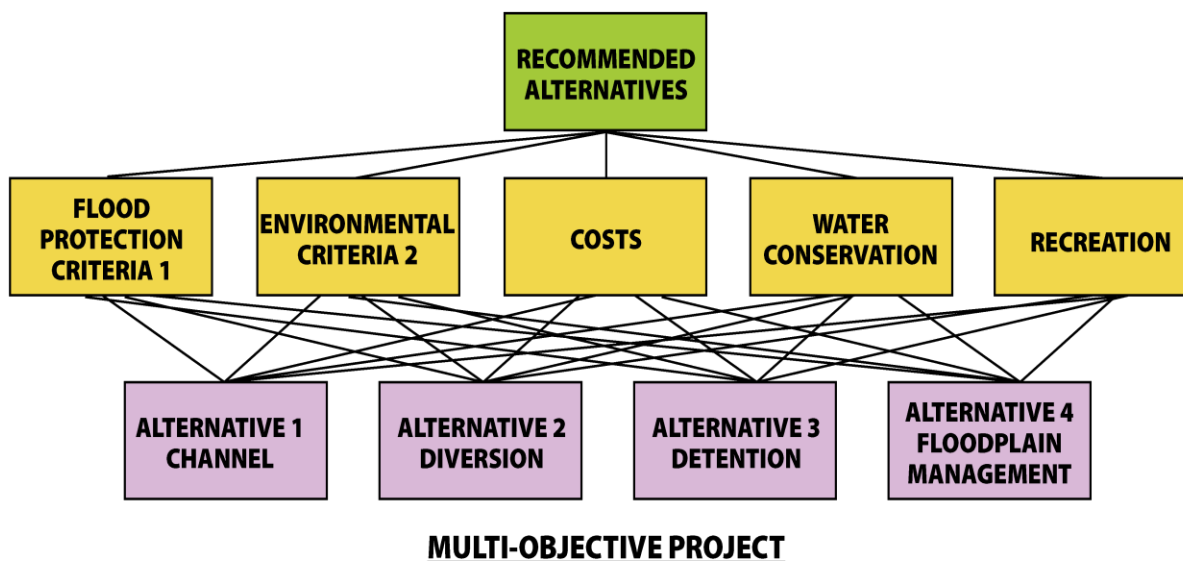 RECOMMENDED
ALTERNATIVES
FLOOD
PROTECTION
CRITERIA 1
ENVIRONMENTAL
CRITERIA 2
COSTS
WATER
CONSERVATION
RECREATION
ALTERNATIVE 1
CHANNEL
ALTERNATIVE 2
DIVERSION
ALTERNATIVE 3
DETENTION
ALTERNATIVE 4
FLOODPLAIN
MANAGEMENT
MULTI-OBJECTIVE PROJECT